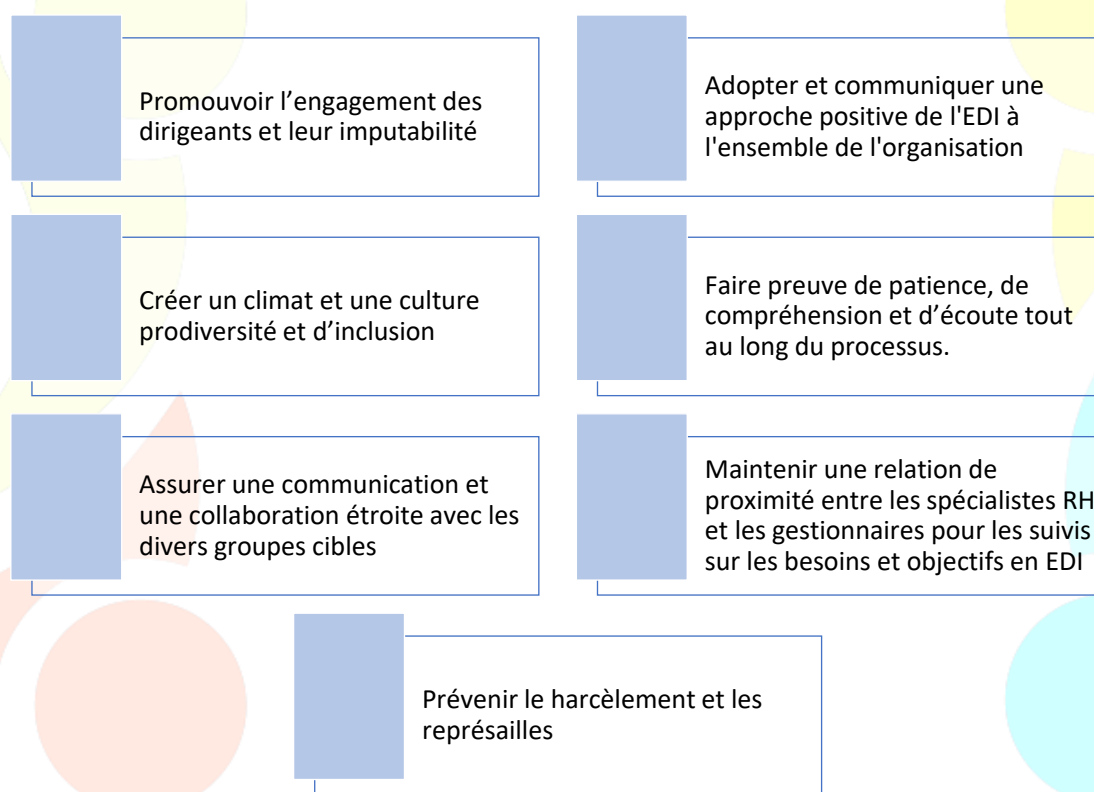 Promouvoir l’engagement des
dirigeants et leur imputabilité
Adopter et communiquer une
approche positive de l'EDI à
l'ensemble de l'organisation
Créer un climat et une culture
prodiversité et d’inclusion
Faire preuve de patience, de
compréhension et d’écoute tout
au long du processus.
Assurer une communication et
une collaboration étroite avec les
divers groupes cibles
Maintenir une relation de
proximité entre les spécialistes RH
et les gestionnaires pour les suivis
sur les besoins et objectifs en EDI
Prévenir le harcèlement et les
représailles